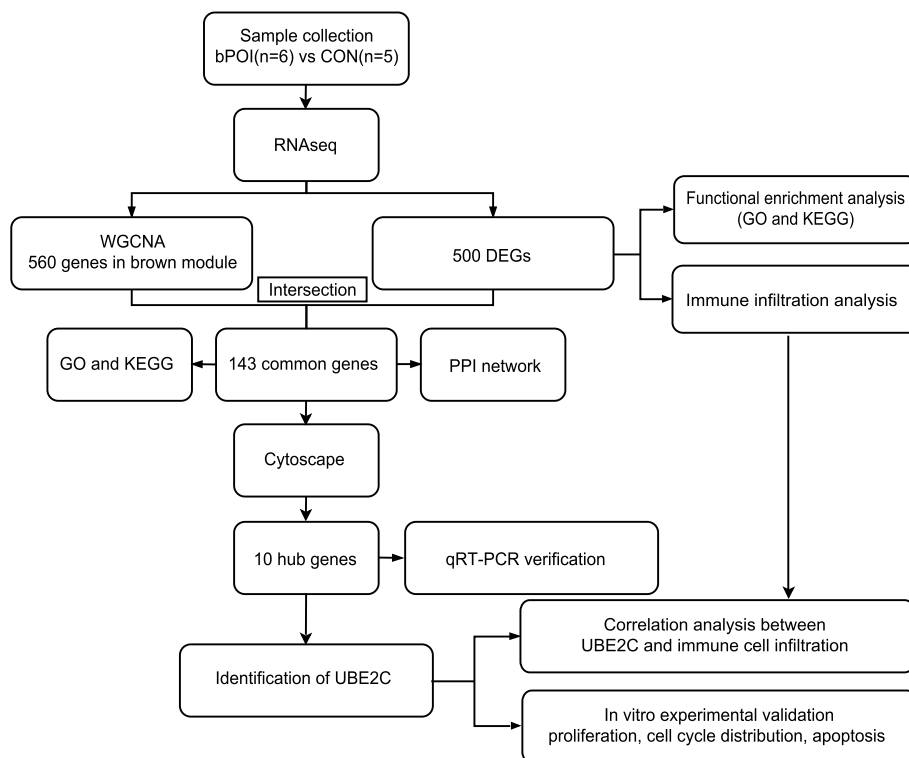 Sample collection
bPOI(n=6) vs CON(n=5)
RNAseq
WGCNA
560 genes in brown module
500 DEGs
Functional enrichment analysis
(GO and KEGG)
Intersection
Immune infiltration analysis
GO and KEGG
143 common genes
PPI network
Cytoscape
10 hub genes
qRT-PCR verification
Correlation analysis between
UBE2C and immune cell infiltration
Identification of UBE2C
In vitro experimental validation
proliferation, cell cycle distribution, apoptosis